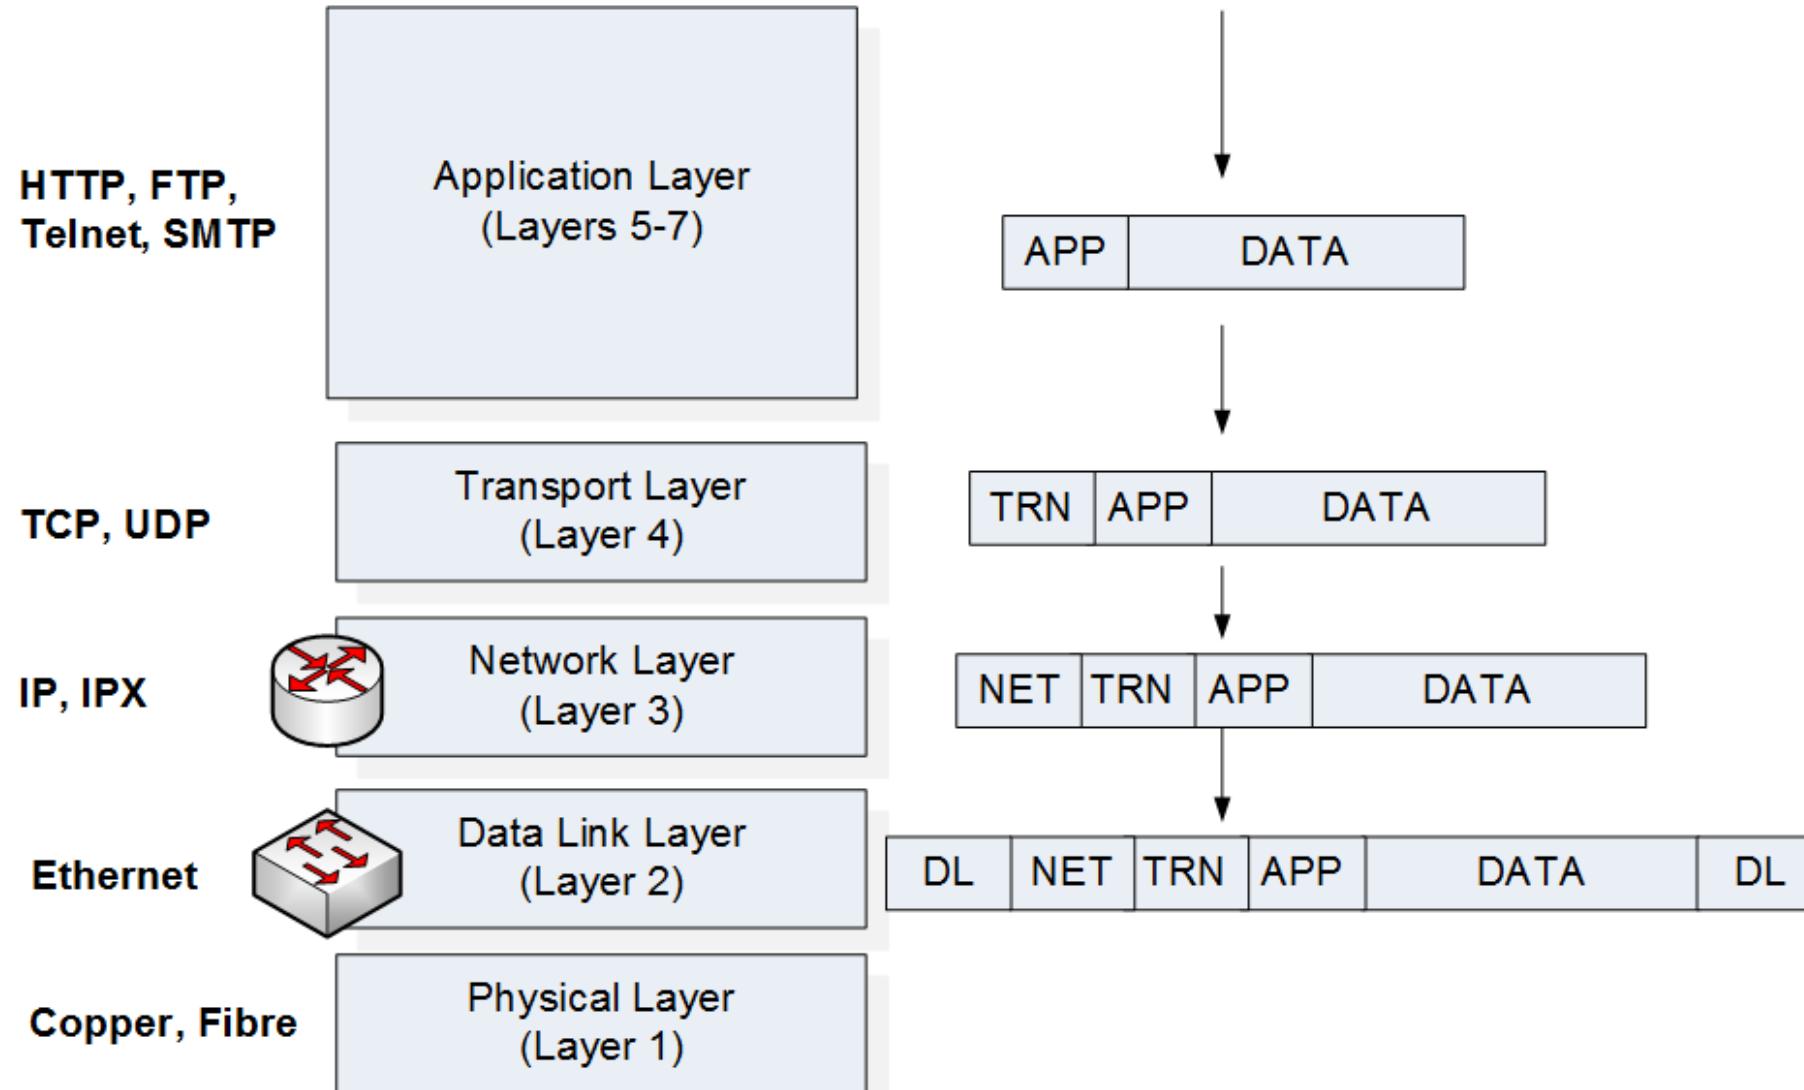 HTTP, FTP,
Telnet, SMTP
Application Layer
(Layers 5-7)
APP DATA
TCP, UDP
Transport Layer
(Layer 4)
TRN APP DATA
IP, IPX
Network Layer
(Layer 3)
NET TRN APP DATA
Ethernet
Data Link Layer
(Layer 2)
DL NET TRN APP DATA DL
Copper, Fibre
Physical Layer
(Layer 1)